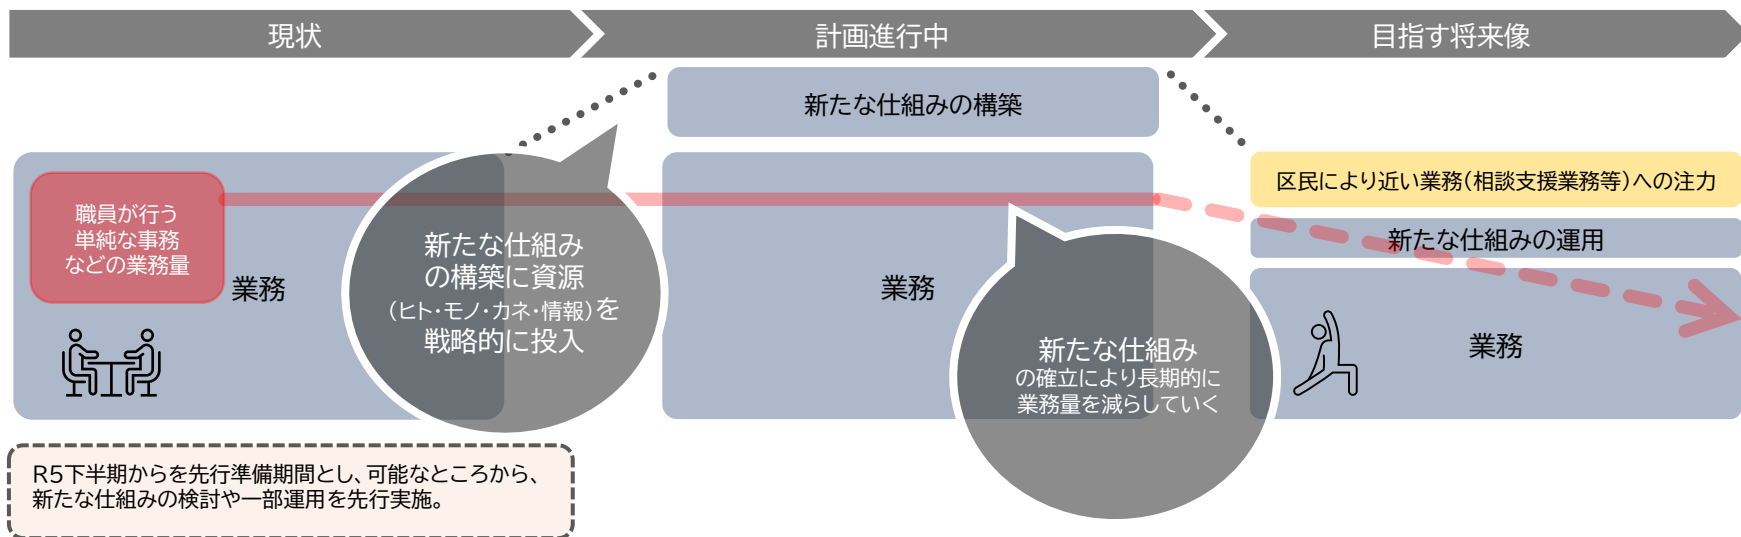 現状
計画進行中
目指す将来像
新たな仕組みの構築
職員が行う
単純な事務
などの業務量
業務
新たな仕組み
の構築に資源
（ヒト・モノ・カネ・情報）を
戦略的に投入
業務
新たな仕組み
の確立により長期的に
業務量を減らしていく
区民により近い業務（相談支援業務等）への注力
新たな仕組みの運用
業務
R5下半期からを先行準備期間とし、可能なところから、
新たな仕組みの検討や一部運用を先行実施。